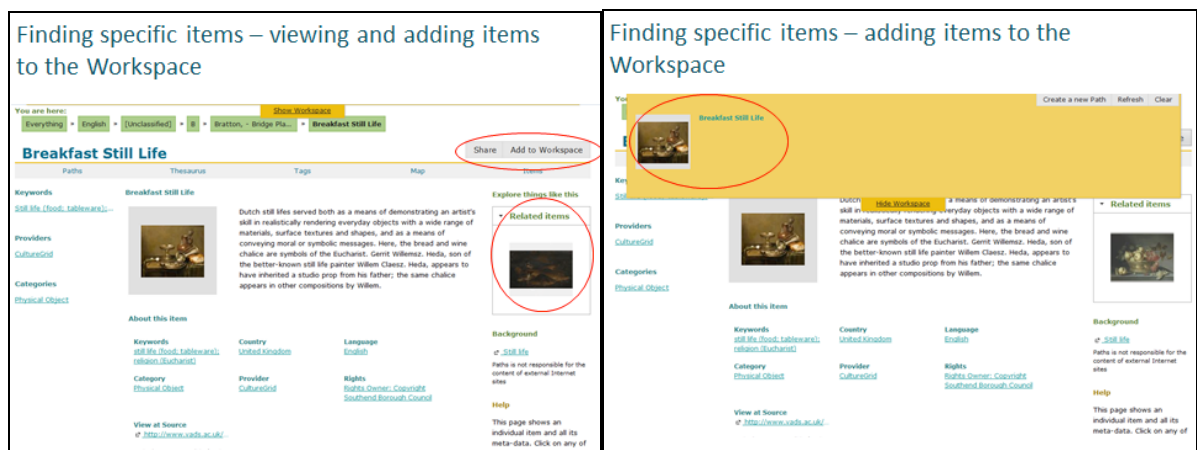 Finding specific items – viewing and adding items
to the Workspace
You are here:
Show Workspace
Everything » English » [Unclassified] » B » Bratton, - Bridge Pla... » Breakfast Still Life
Breakfast Still Life
Share Add to Workspace
Paths Thesaurus Tags Map Items
Keywords
Still life (food; tableware);...
Providers
CultureGrid
Categories
Physical Object
Breakfast Still Life
Dutch still lifes served both as a means of demonstrating an artist's
skill in realistically rendering everyday objects with a wide range of
materials, surface textures and shapes, and as a means of
conveying moral or symbolic messages. Here, the bread and wine
chalice are symbols of the Eucharist. Gerrit Willemsz. Heda, son of
the better-known still life painter Willem Claesz. Heda, appears to
have inherited a studio prop from his father; the same chalice
appears in other compositions by Willem.
Explore things like this
Related items
About this item
Keywords
still life (food; tableware);
religion (Eucharist)
Country
United Kingdom
Language
English
Category
Physical Object
Provider
CultureGrid
Rights
Rights Owner: Copyright
Southend Borough Council
View at Source
http://www.vads.ac.uk/...
Background
Still life
Paths is not responsible for the
content of external Internet
sites
Help
This page shows an
individual item and all its
meta-data. Click on any of
Finding specific items – adding items to the
Workspace
Create a new Path Refresh Clear
Breakfast Still Life
Hide Workspace
Providers
CultureGrid
Categories
Physical Object
skill in realistically rendering everyday objects with a wide range of
materials, surface textures and shapes, and as a means of
conveying moral or symbolic messages. Here, the bread and wine
chalice are symbols of the Eucharist. Gerrit Willemsz. Heda, son of
the better-known still life painter Willem Claesz. Heda, appears to
have inherited a studio prop from his father; the same chalice
appears in other compositions by Willem.
Related items
About this item
Keywords
still life (food; tableware);
religion (Eucharist)
Country
United Kingdom
Language
English
Category
Physical Object
Provider
CultureGrid
Rights
Rights Owner: Copyright
Southend Borough Council
View at Source
http://www.vads.ac.uk/...
Background
Still life
Paths is not responsible for the
content of external Internet
sites
Help
This page shows an
individual item and all its
meta-data. Click on any of